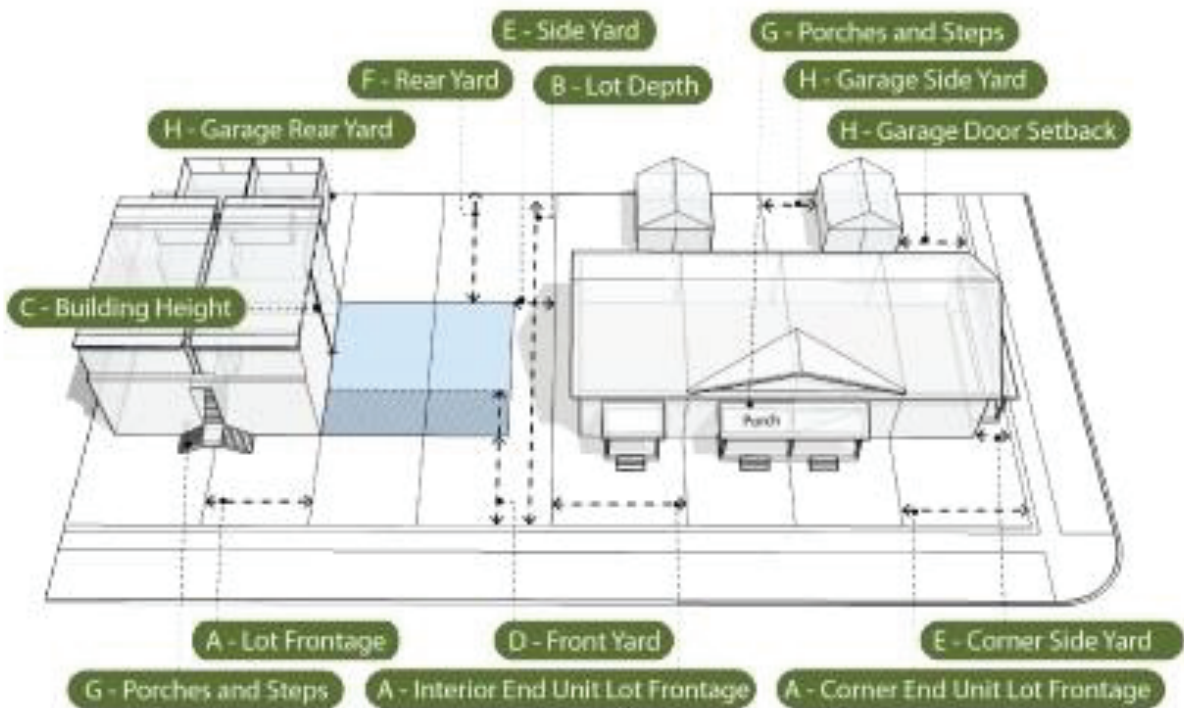 E - Side Yard
G - Porches and Steps
F - Rear Yard
B - Lot Depth
H - Garage Side Yard
H - Garage Rear Yard
H - Garage Door Setback
C - Building Height
Porch
A - Lot Frontage
D - Front Yard
E - Corner Side Yard
G - Porches and Steps
A - Interior End Unit Lot Frontage
A - Corner End Unit Lot Frontage